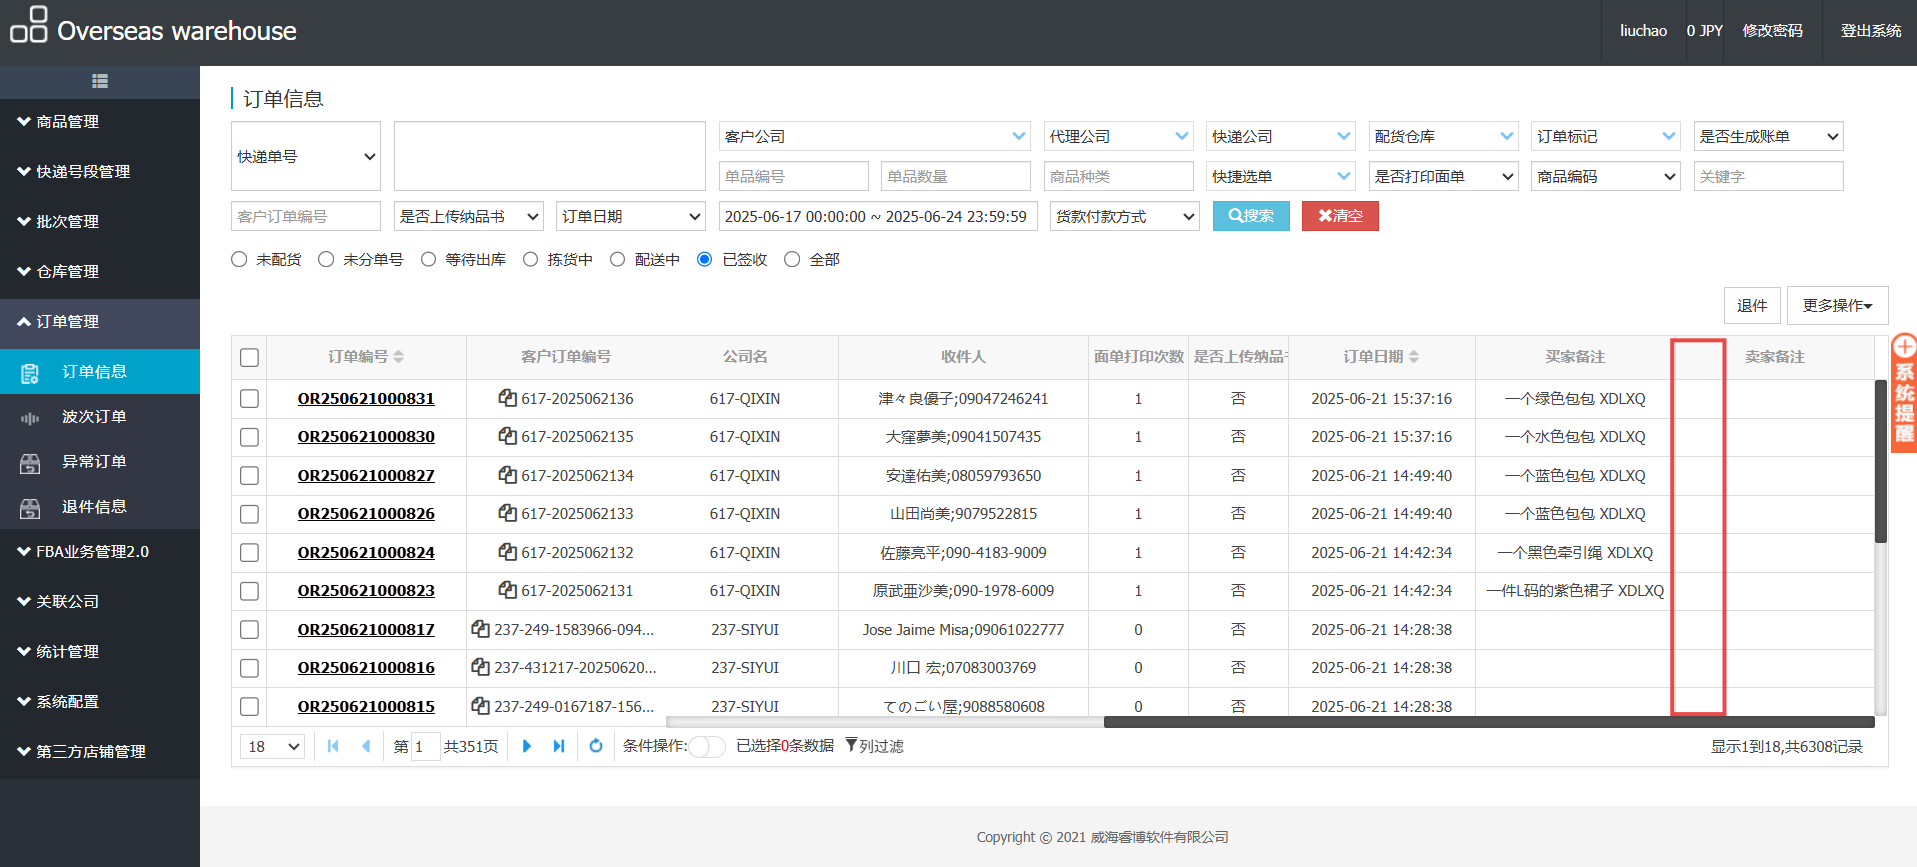 Overseas warehouse
liuchao
0 JPY
修改密码
登出系统
商品管理
快递号段管理
批次管理
仓库管理
订单管理
订单信息
波次订单
异常订单
退件信息
FBA业务管理2.0
关联公司
统计管理
系统配置
第三方店铺管理
订单信息
快递单号 客户公司 代理公司 快递公司 配货仓库 订单标记 是否生成账单
单品编号 单品数量 商品种类 快捷选单 是否打印面单 商品编码 关键字
客户订单编号 是否上传纳品书 订单日期 2025-06-17 00:00:00 ~ 2025-06-24 23:59:59 货款付款方式 搜索 清空
未配货 未分单号 等待出库 拣货中 配送中 已签收 全部
退件 更多操作
订单编号 客户订单编号 公司名 收件人 面单打印次数 是否上传纳品 订单日期 买家备注 卖家备注
OR250621000831 617-2025062136 617-QIXIN 津々良優子;09047246241 1 否 2025-06-21 15:37:16 一个绿色包包 XDLXQ
OR250621000830 617-2025062135 617-QIXIN 大窪夢美;09041507435 1 否 2025-06-21 15:37:16 一个水色包包 XDLXQ
OR250621000827 617-2025062134 617-QIXIN 安達佑美;08059793650 1 否 2025-06-21 14:49:40 一个蓝色包包 XDLXQ
OR250621000826 617-2025062133 617-QIXIN 山田尚美;9079522815 1 否 2025-06-21 14:49:40 一个蓝色包包 XDLXQ
OR250621000824 617-2025062132 617-QIXIN 佐藤亮平;090-4183-9009 1 否 2025-06-21 14:42:34 一个黑色牵引绳 XDLXQ
OR250621000823 617-2025062131 617-QIXIN 原武亜沙美;090-1978-6009 1 否 2025-06-21 14:42:34 一件L码的紫色裙子 XDLXQ
OR250621000817 237-249-1583966-094... 237-SIYUI Jose Jaime Misa;09061022777 0 否 2025-06-21 14:28:38
OR250621000816 237-431217-20250620... 237-SIYUI 川口 宏;07083003769 0 否 2025-06-21 14:28:38
OR250621000815 237-249-0167187-156... 237-SIYUI てのごい屋;9088580608 0 否 2025-06-21 14:28:38
18 第 1 共351页 条件操作: 已选择0条数据 列过滤 显示1到18,共6308记录
系统提醒
Copyright © 2021 威海睿博软件有限公司